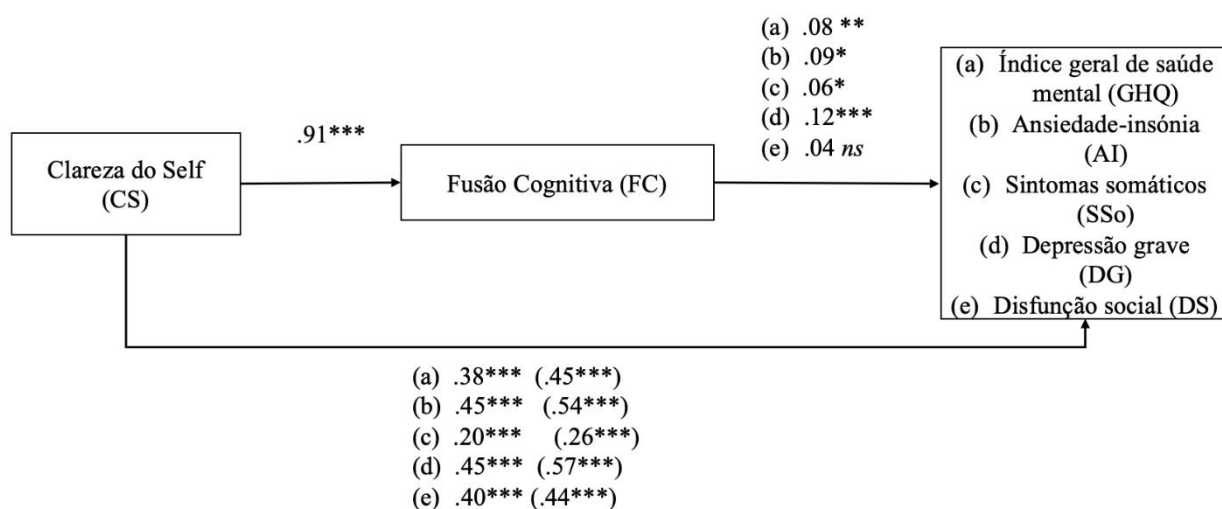 (a) .08 **
(b) .09*
(c) .06*
(d) .12***
(e) .04 ns
.91***
Clareza do Self
(CS)
Fusão Cognitiva (FC)
(a) Índice geral de saúde
mental (GHQ)
(b) Ansiedade-insónia
(AI)
(c) Sintomas somáticos
(SSo)
(d) Depressão grave
(DG)
(e) Disfunção social (DS)
(a) .38*** (.45***)
(b) .45*** (.54***)
(c) .20*** (.26***)
(d) .45*** (.57***)
(e) .40*** (.44***)